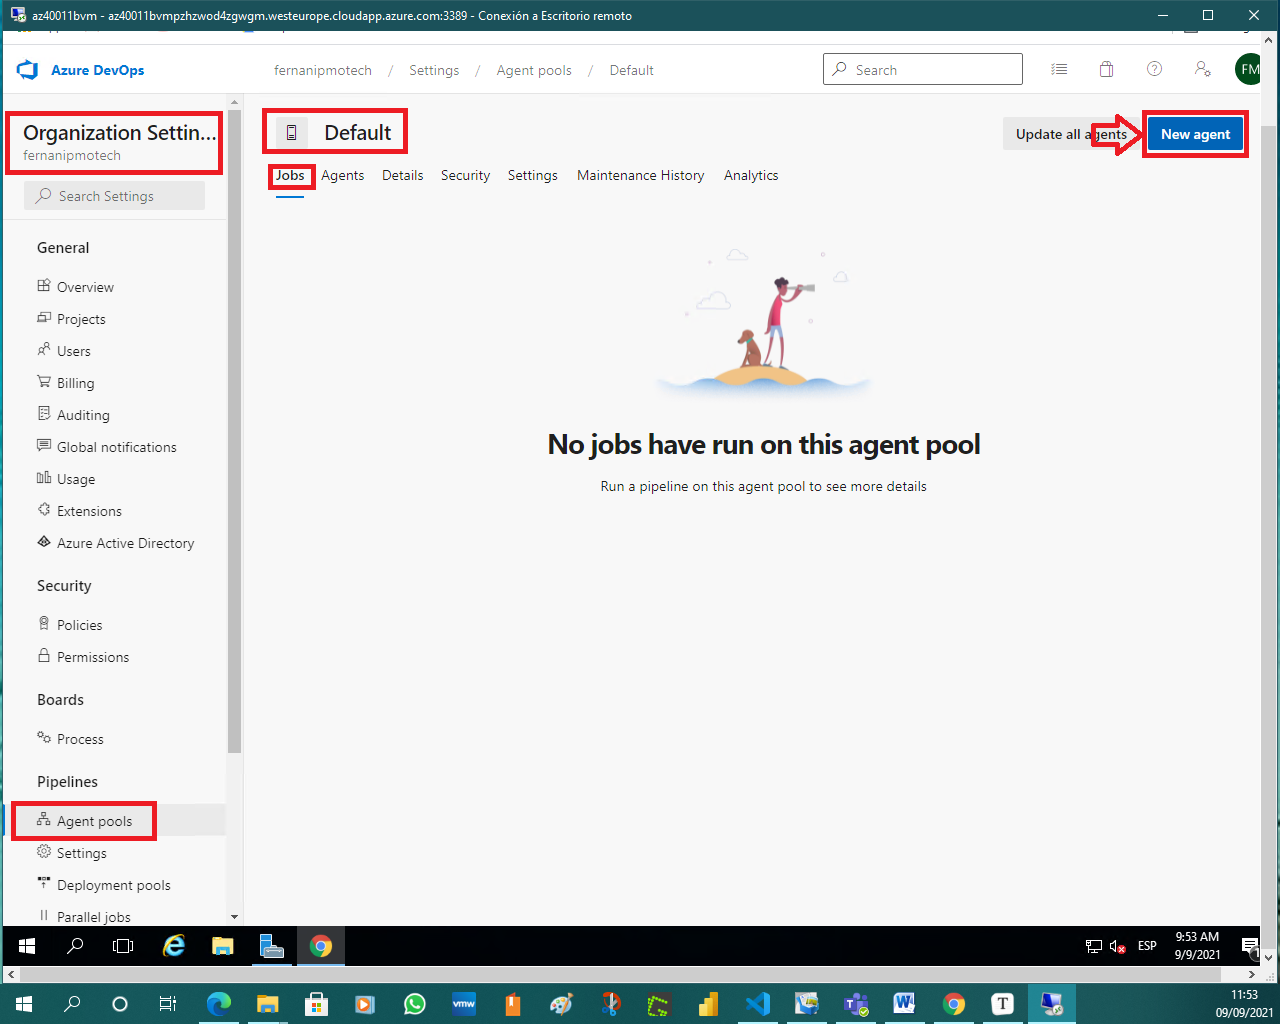 az40011bvm - az40011bvmpzhzwod4zgwgm.westeurope.cloudapp.azure.com:3389 - Conexión a Escritorio remoto
Azure DevOps
fernanipmotech / Settings / Agent pools / Default
Search
FM
Organization Settin...
fernanipmotech
Search Settings
General
Overview
Projects
Users
Billing
Auditing
Global notifications
Usage
Extensions
Azure Active Directory
Security
Policies
Permissions
Boards
Process
Pipelines
Agent pools
Settings
Deployment pools
Parallel jobs
Default
Update all agents
New agent
Jobs
Agents
Details
Security
Settings
Maintenance History
Analytics
No jobs have run on this agent pool
Run a pipeline on this agent pool to see more details
ESP
9:53 AM
9/9/2021
1
vmw
11:53
09/09/2021